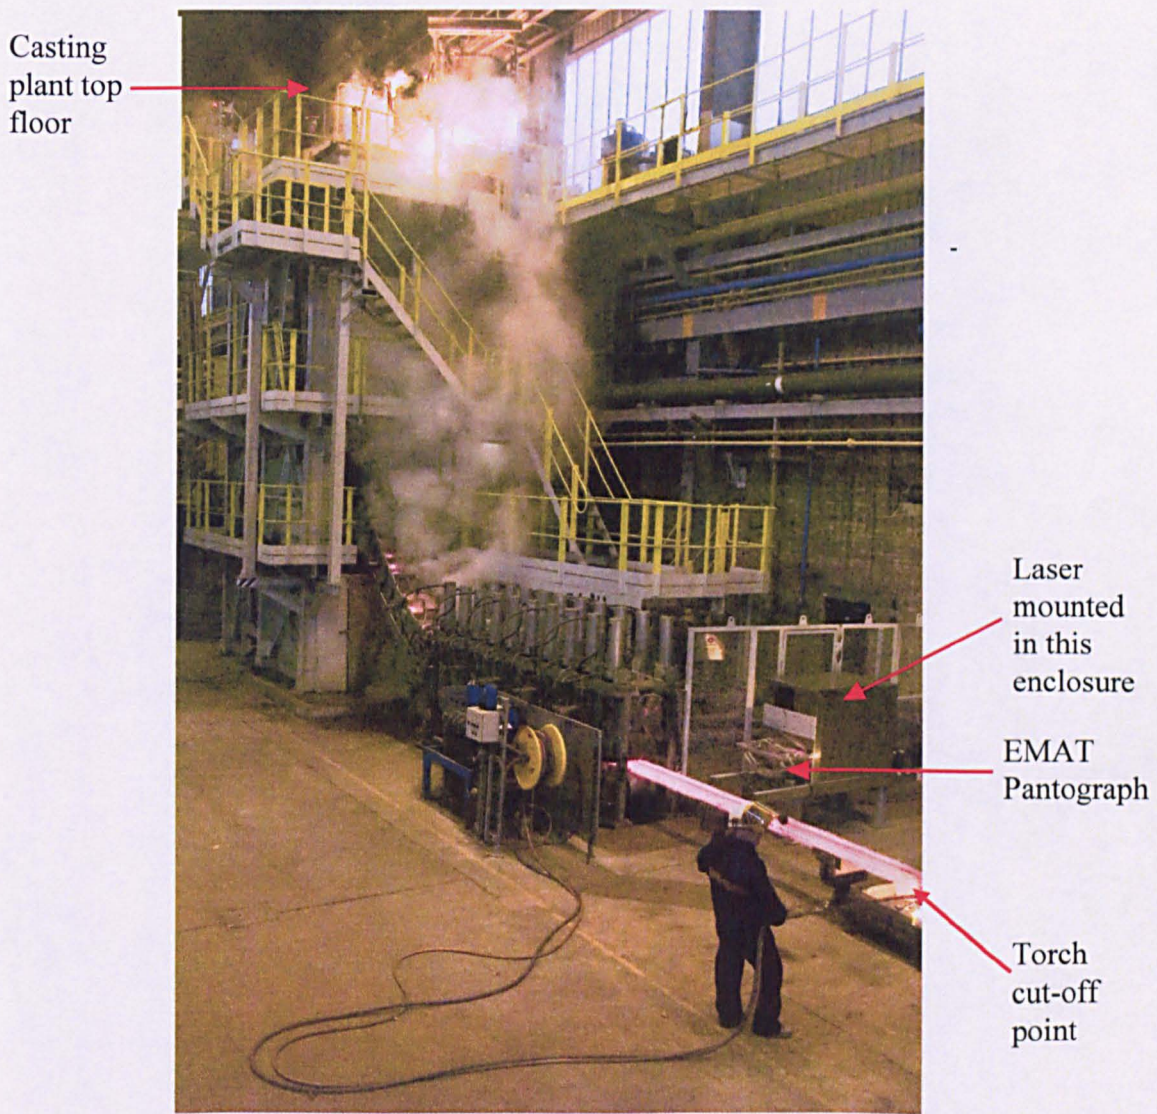 Casting
plant top
floor
Laser
mounted
in this
enclosure
EMAT
Pantograph
Torch
cut-off
point